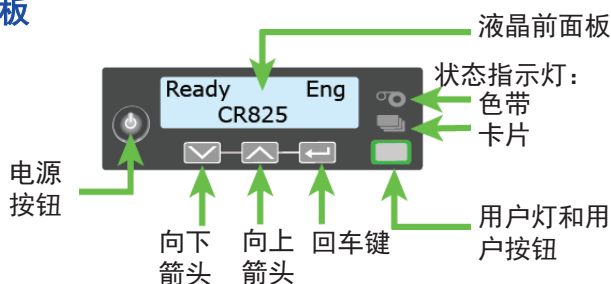 板
液晶前面板
状态指示灯：
色带
卡片
Ready Eng
CR825
电源
按钮
向下
箭头
向上
箭头
回车键
用户灯和用
户按钮